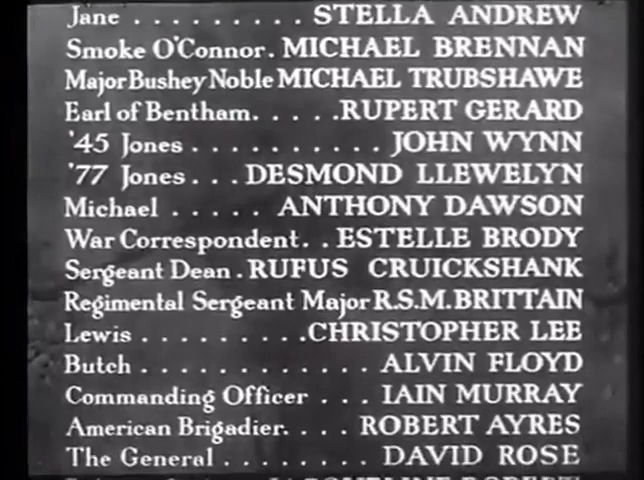 Jane . . . . . . . . . STELLA ANDREW
Smoke O'Connor. MICHAEL BRENNAN
Major Bushey Noble MICHAEL TRUBSHAWE
Earl of Bentham. . . . .RUPERT GERARD
'45 Jones . . . . . . . . . . JOHN WYNN
'77 Jones . . . DESMOND LLEWELYN
Michael . . . . . ANTHONY DAWSON
War Correspondent. . ESTELLE BRODY
Sergeant Dean . RUFUS CRUICKSHANK
Regimental Sergeant Major R.S.M. BRITTAIN
Lewis . . . . . . . . .CHRISTOPHER LEE
Butch . . . . . . . . . . . . ALVIN FLOYD
Commanding Officer . . . IAIN MURRAY
American Brigadier. . . . ROBERT AYRES
The General . . . . . . . . DAVID ROSE